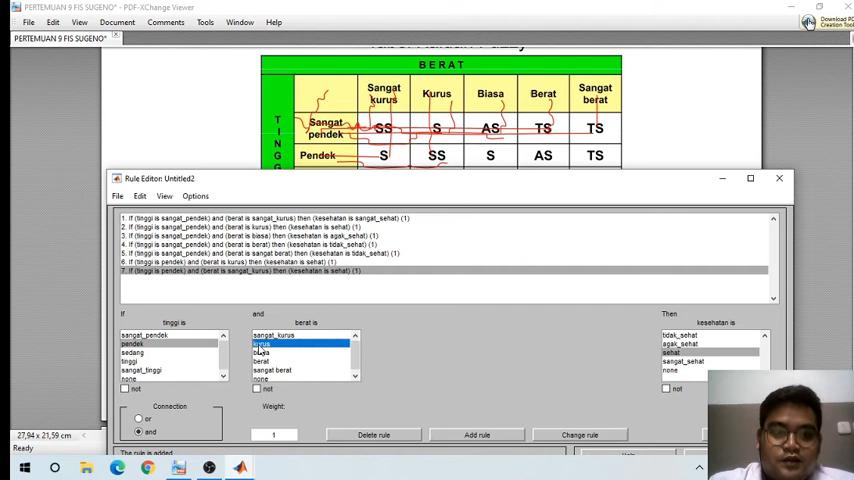 PERTEMUAN 9 FIS SUGENO* - PDF-XChange Viewer
File Edit View Document Comments Tools Window Help
Download PD
Creation Too
PERTEMUAN 9 FIS SUGENO*
BERAT
Sangat kurus Kurus Biasa Berat Sangat berat
TINGG
Sangat pendek SS S AS TS TS
Pendek S SS S AS TS
Rule Editor: Untitled2
File Edit View Options
1. If (tinggi is sangat_pendek) and (berat is sangat_kurus) then (kesehatan is sangat_sehat) (1)
2. If (tinggi is sangat_pendek) and (berat is kurus) then (kesehatan is sehat) (1)
3. If (tinggi is sangat_pendek) and (berat is biasa) then (kesehatan is agak_sehat) (1)
4. If (tinggi is sangat_pendek) and (berat is berat) then (kesehatan is tidak_sehat) (1)
5. If (tinggi is sangat_pendek) and (berat is sangat berat) then (kesehatan is tidak_sehat) (1)
6. If (tinggi is pendek) and (berat is kurus) then (kesehatan is sehat) (1)
7. If (tinggi is pendek) and (berat is sangat_kurus) then (kesehatan is sehat) (1)
If and Then
tinggi is berat is kesehatan is
sangat_pendek sangat_kurus tidak_sehat
pendek kurus agak_sehat
sedang sehat
tinggi berat sangat_sehat
sangat_tinggi sangat berat none
none none
not not not
Connection Weight:
or
and 1 Delete rule Add rule Change rule
27,94 x 21,59 cm
Ready
The rule is added